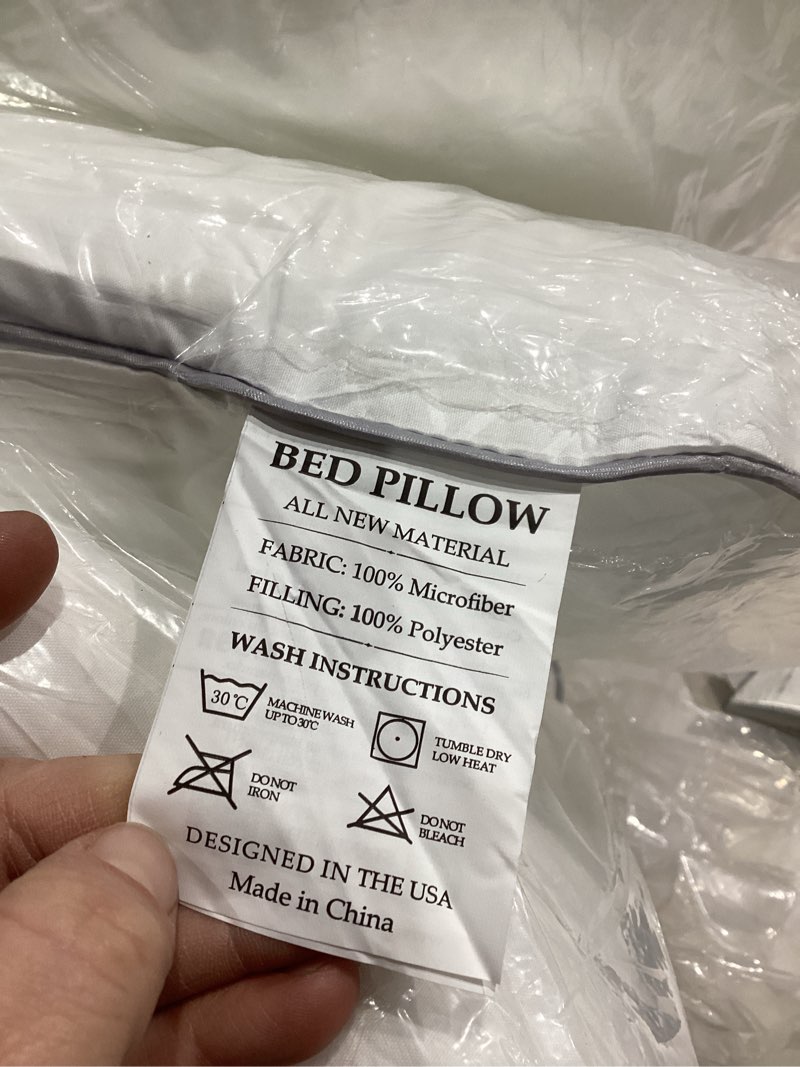 BED PILLOW
ALL NEW MATERIAL
FABRIC: 100% Microfiber
FILLING: 100% Polyester
WASH INSTRUCTIONS
30°C
MACHINE WASH
UP TO 30°C
TUMBLE DRY
LOW HEAT
DO NOT
IRON
DO NOT
BLEACH
DESIGNED IN THE USA
Made in China